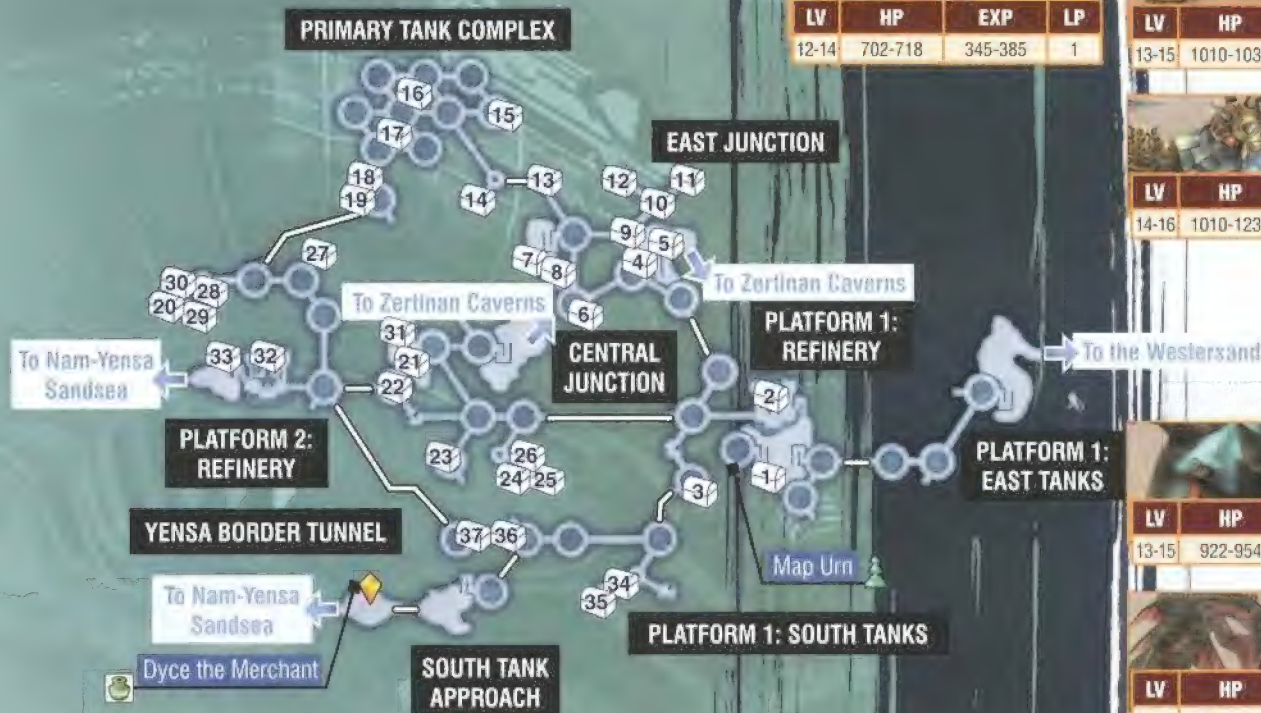 LV HP EXP LP
12-14 702-718 345-385 1
LV HP
13-15
PRIMARY TANK COMPLEX
16
15
17
EAST JUNCTION
18
19
14
13
12
11
10
9
5
4
7
8
6
LV HP
14-16
27
30
28
20
29
To Zertinan Caverns
To Zertinan Caverns
31
21
22
CENTRAL
JUNCTION
PLATFORM 1:
REFINERY
To the Westersand
To Nam-Yensa
Sandsea
33
32
2
1
PLATFORM 2:
REFINERY
23
26
24
25
3
PLATFORM 1:
EAST TANKS
YENSA BORDER TUNNEL
37
36
LV HP
13-15 922-954
Map Urn
To Nam-Yensa
Sandsea
34
35
PLATFORM 1: SOUTH TANKS
Dyce the Merchant
SOUTH TANK
APPROACH
LV HP